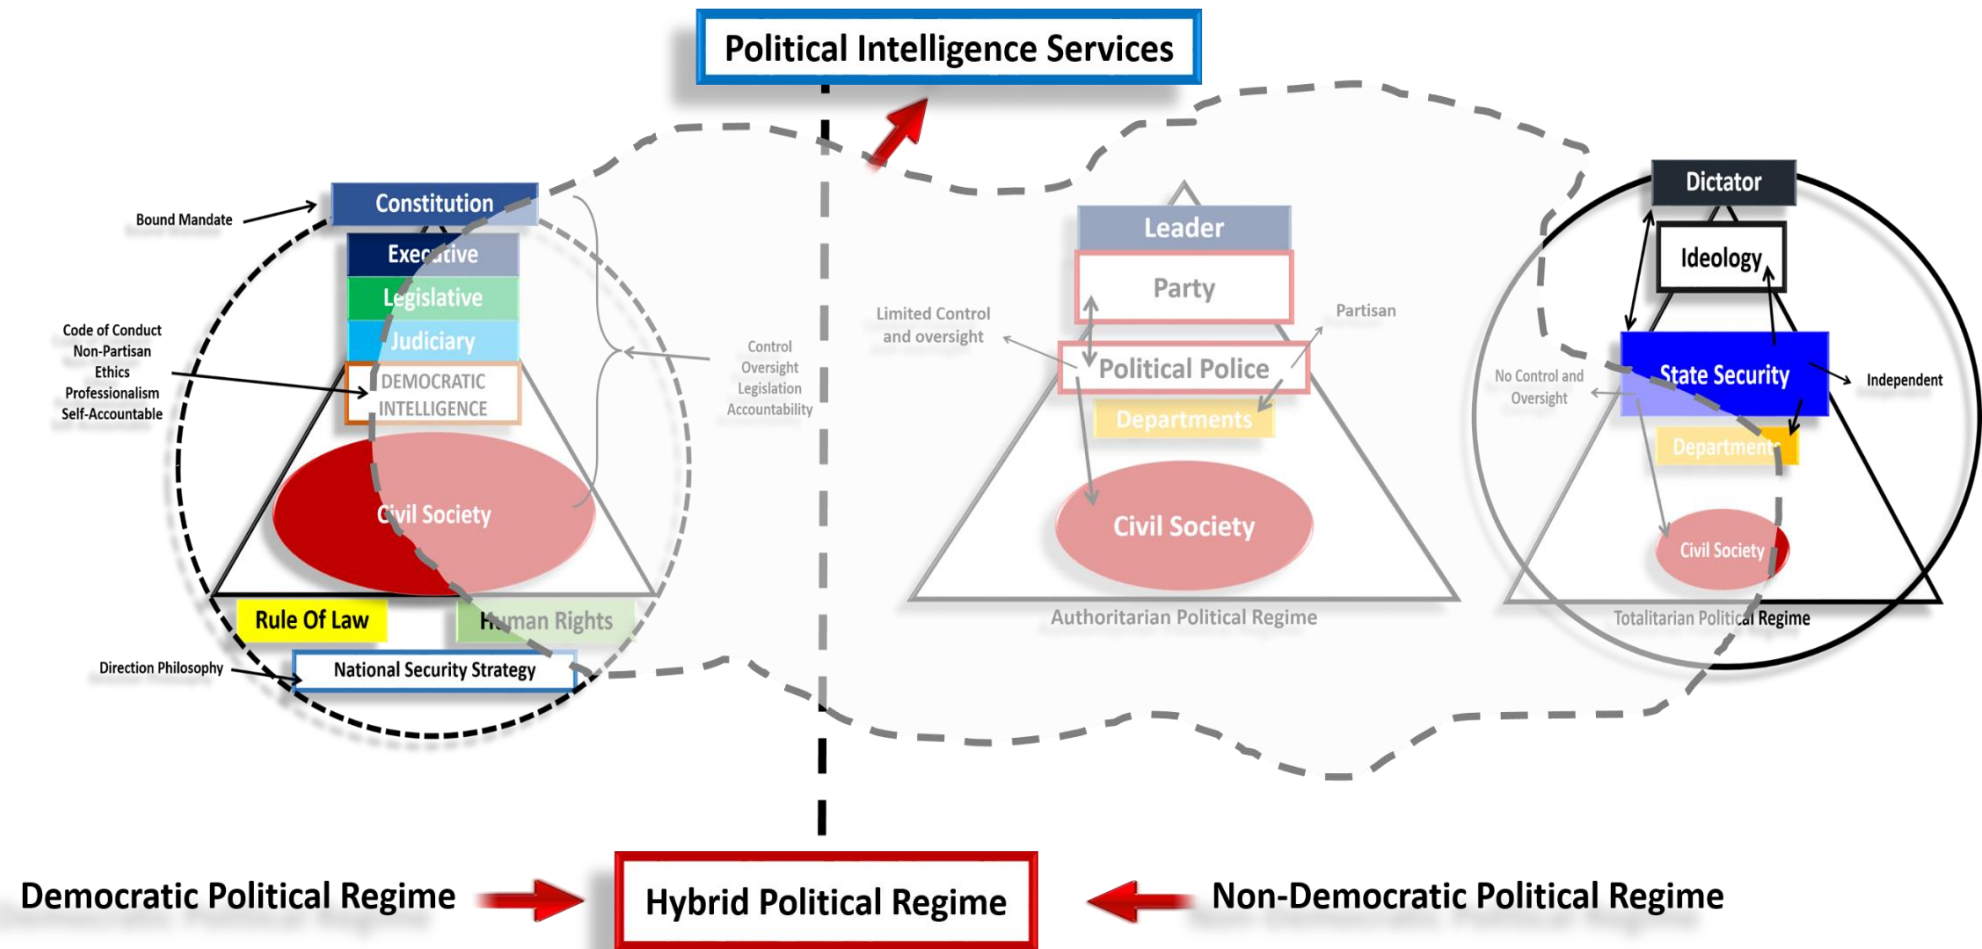 Political Intelligence Services
Bound Mandate
Constitution
Executive
Legislative
Judiciary
DEMOCRATIC
INTELLIGENCE
Code of Conduct
Non-Partisan
Ethics
Professionalism
Self-Accountable
Control
Oversight
Legislation
Accountability
Civil Society
Rule Of Law
Human Rights
Direction Philosophy
National Security Strategy
Leader
Party
Limited Control
and oversight
Partisan
Political Police
Departments
Civil Society
Authoritarian Political Regime
Dictator
Ideology
State Security
No Control and
Oversight
Independent
Departments
Civil Society
Totalitarian Political Regime
Democratic Political Regime
Hybrid Political Regime
Non-Democratic Political Regime